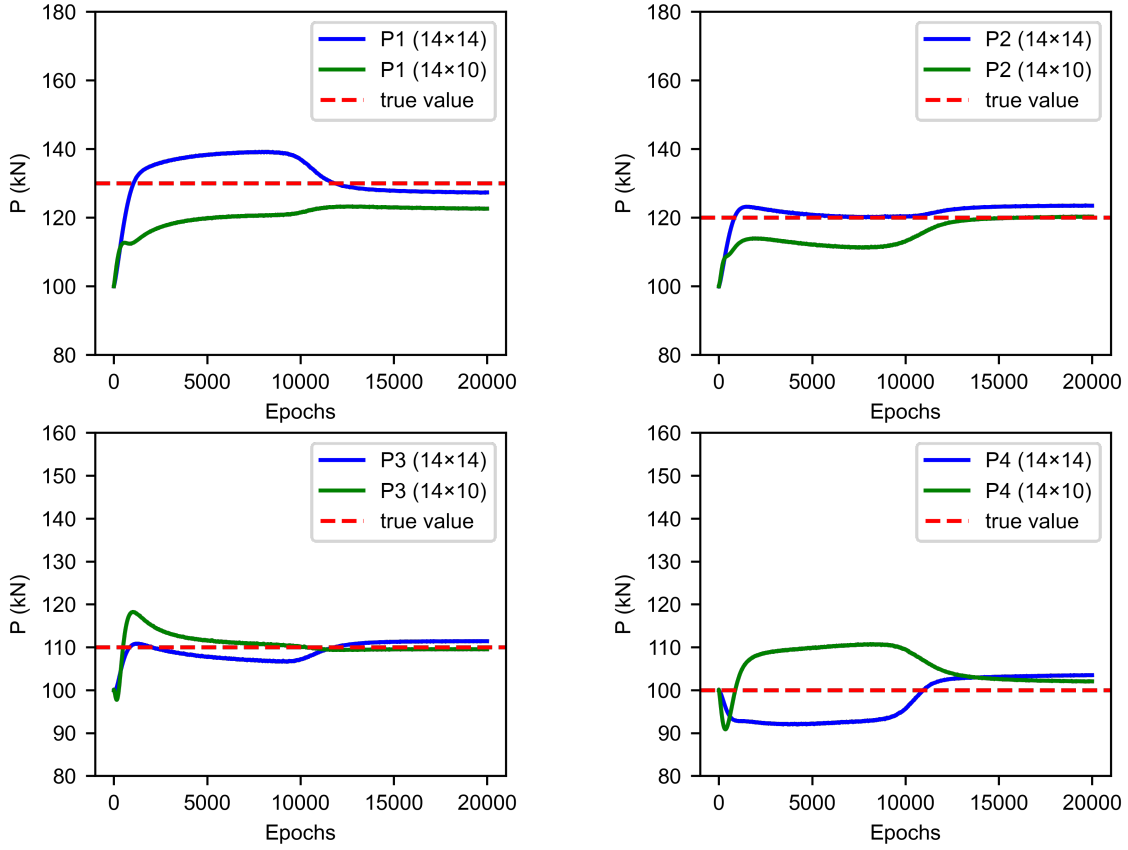 180
160
140
120
100
80
P (kN)
P1 (14×14)
P1 (14×10)
true value
0
5000
10000
15000
20000
Epochs
180
160
140
120
100
80
P (kN)
P2 (14×14)
P2 (14×10)
true value
0
5000
10000
15000
20000
Epochs
160
150
140
130
120
110
100
90
80
P (kN)
P3 (14×14)
P3 (14×10)
true value
0
5000
10000
15000
20000
Epochs
160
150
140
130
120
110
100
90
80
P (kN)
P4 (14×14)
P4 (14×10)
true value
0
5000
10000
15000
20000
Epochs